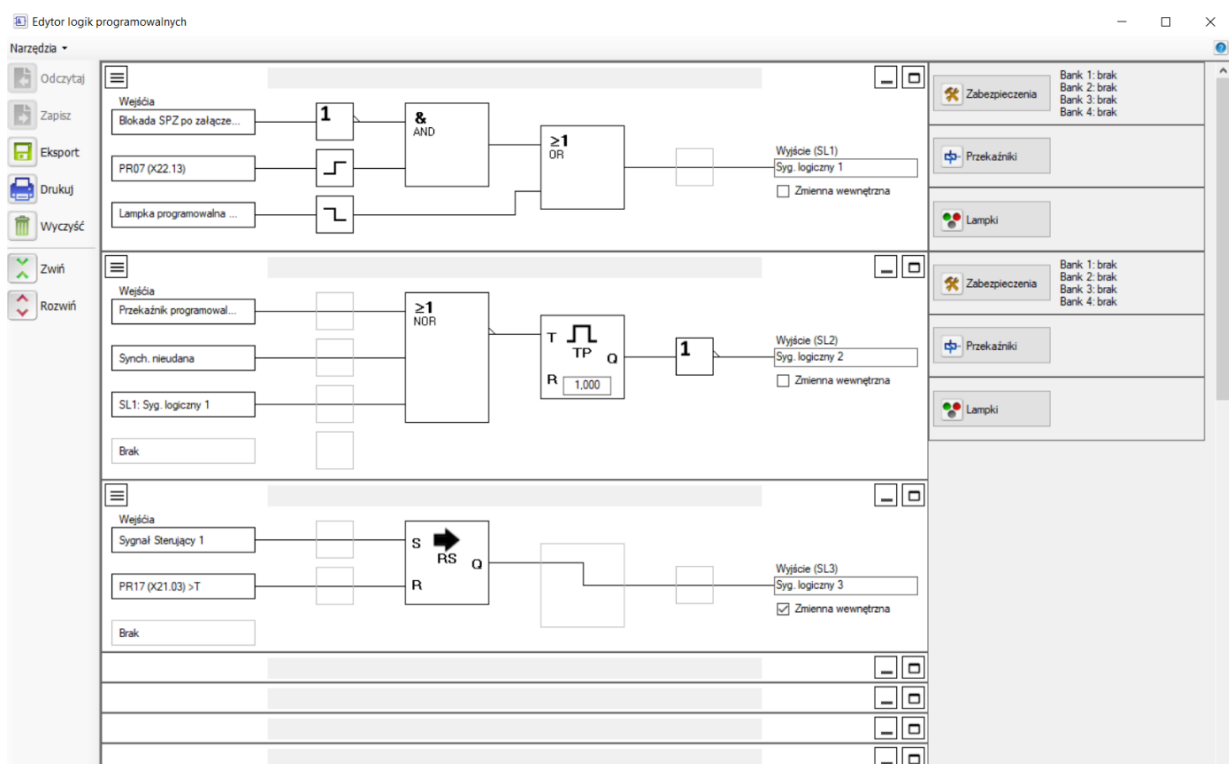 Edytor logik programowalnych
Narzędzia
Odczytaj
Zapisz
Eksport
Drukuj
Wyczyść
Zwiń
Rozwiń
Wejścia
Blokada SPZ po załącze...
PR07 (X22.13)
Lampka programowalna ...
1
&
AND
≥1
OR
Wyjście (SL1)
Syg. logiczny 1
Zmienna wewnętrzna
Zabezpieczenia
Bank 1: brak
Bank 2: brak
Bank 3: brak
Bank 4: brak
Przekaźniki
Lampki
Wejścia
Przekaźnik programowal...
Synch. nieudana
SL1: Syg. logiczny 1
Brak
≥1
NOR
T
TP
Q
R
1,000
1
Wyjście (SL2)
Syg. logiczny 2
Zmienna wewnętrzna
Zabezpieczenia
Bank 1: brak
Bank 2: brak
Bank 3: brak
Bank 4: brak
Przekaźniki
Lampki
Wejścia
Sygnał Sterujący 1
PR17 (X21.03) >T
Brak
S
RS
Q
R
Wyjście (SL3)
Syg. logiczny 3
Zmienna wewnętrzna